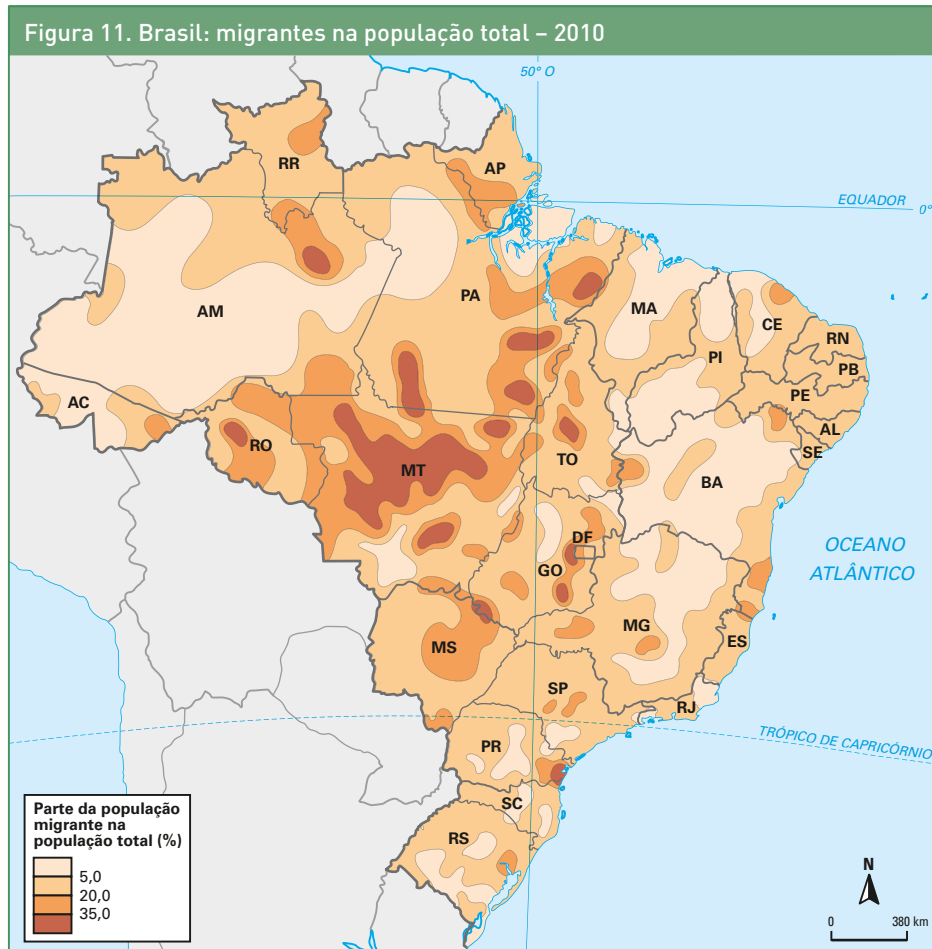 Figura 11. Brasil: migrantes na população total – 2010
50° O
RR
AP
EQUADOR
0°
AM
PA
MA
CE
RN
PI
PB
PE
AC
AL
RO
SE
MT
TO
BA
DF
GO
OCEANO
ATLÂNTICO
MG
MS
ES
SP
RJ
TRÓPICO DE CAPRICÓRNIO
PR
SC
RS
Parte da população
migrante na
população total (%)
5,0
20,0
35,0
N
0 380 km